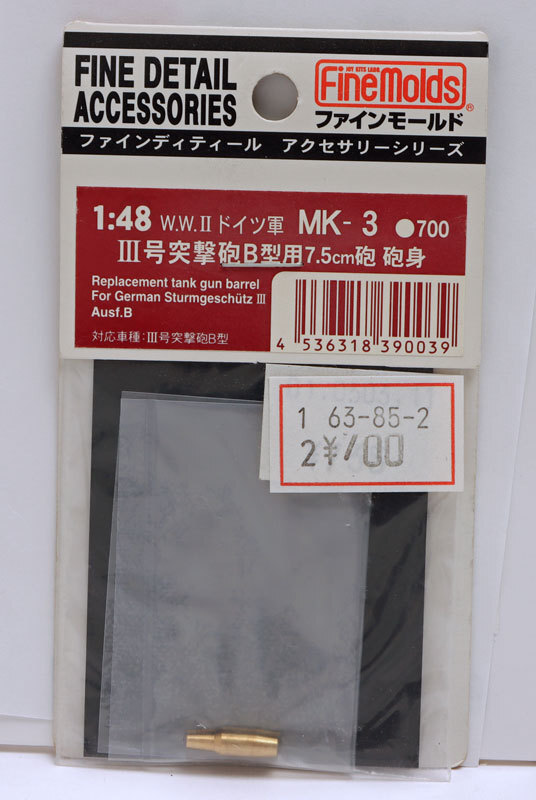 FINE DETAIL
ACCESSORIES
JOY KITS LABO
FineMolds®
ファインモールド
ファインディティール アクセサリーシリーズ
1:48 W.W.II ドイツ軍 MK-3 ●700
III号突撃砲B型用7.5cm砲 砲身
Replacement tank gun barrel
For German Sturmgeschütz III
Ausf.B
対応車種:III号突撃砲B型
4 536318 390039
1 63-85-2
2¥700